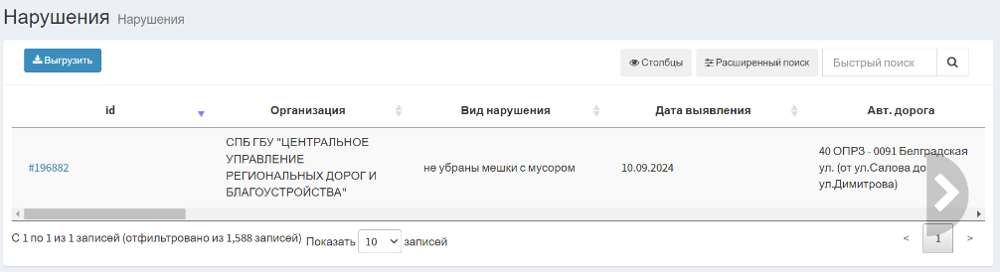 Нарушения Нарушения
Выгрузить
Столбцы
Расширенный поиск
Быстрый поиск
id
Организация
Вид нарушения
Дата выявления
Авт. дорога
#196882
СПБ ГБУ "ЦЕНТРАЛЬНОЕ
УПРАВЛЕНИЕ
РЕГИОНАЛЬНЫХ ДОРОГ И
БЛАГОУСТРОЙСТВА"
не убраны мешки с мусором
10.09.2024
40 ОПРЗ - 0091 Белградская
ул. (от ул.Салова до
ул.Димитрова)
С 1 по 1 из 1 записей (отфильтровано из 1,588 записей) Показать 10 записей
< 1 >